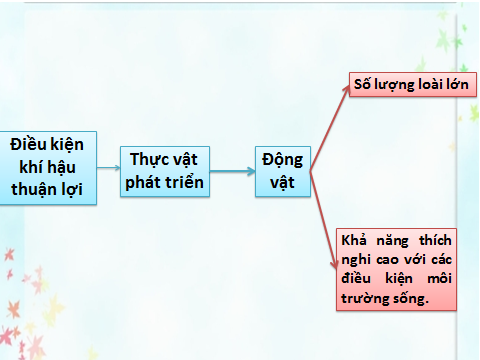 Điều kiện
khí hậu
thuận lợi
Thực vật
phát triển
Động
vật
Số lượng loài lớn
Khả năng thích
nghi cao với các
điều kiện môi
trường sống.